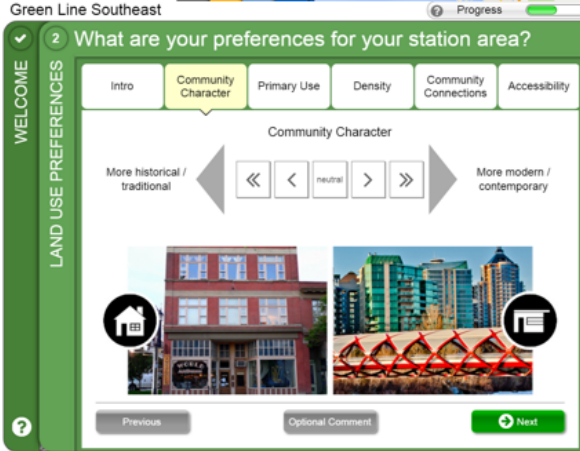 Green Line Southeast
? Progress
WELCOME
2 What are your preferences for your station area?
LAND USE PREFERENCES
Intro
Community
Character
Primary Use
Density
Community
Connections
Accessibility
Community Character
More historical /
traditional
« < neutral > »
More modern /
contemporary
?
Previous
Optional Comment
Next